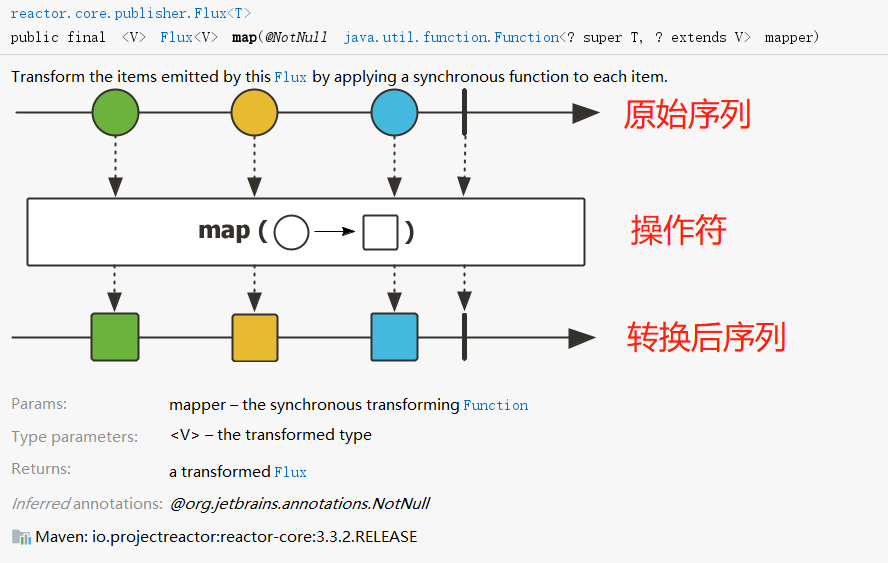 reactor.core.publisher.Flux<T>
public final <V> Flux<V> map(@NotNull java.util.function.Function<? super T, ? extends V> mapper)
Transform the items emitted by this Flux by applying a synchronous function to each item.
原始序列
map ( )
操作符
转换后序列
Params: mapper – the synchronous transforming Function
Type parameters: <V> – the transformed type
Returns: a transformed Flux
Inferred annotations: @org.jetbrains.annotations.NotNull
Maven: io.projectreactor:reactor-core:3.3.2.RELEASE